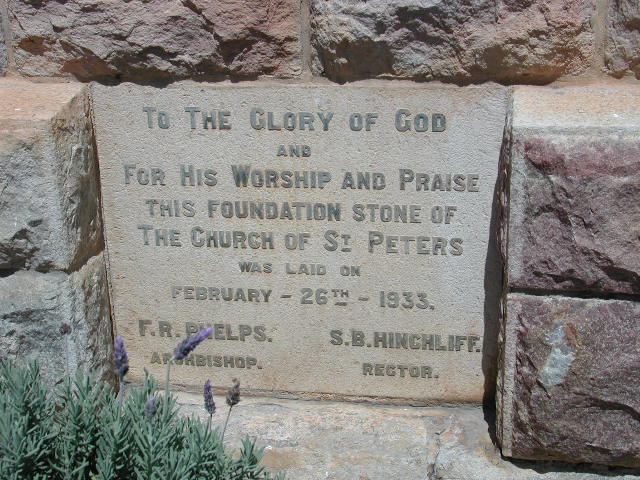 To The Glory of God
and
For His Worship and Praise
this foundation stone of
The Church of St Peters
was laid on
February - 26th - 1933.
F.R. Phelps. S.B. Hinchliff.
Archbishop. Rector.